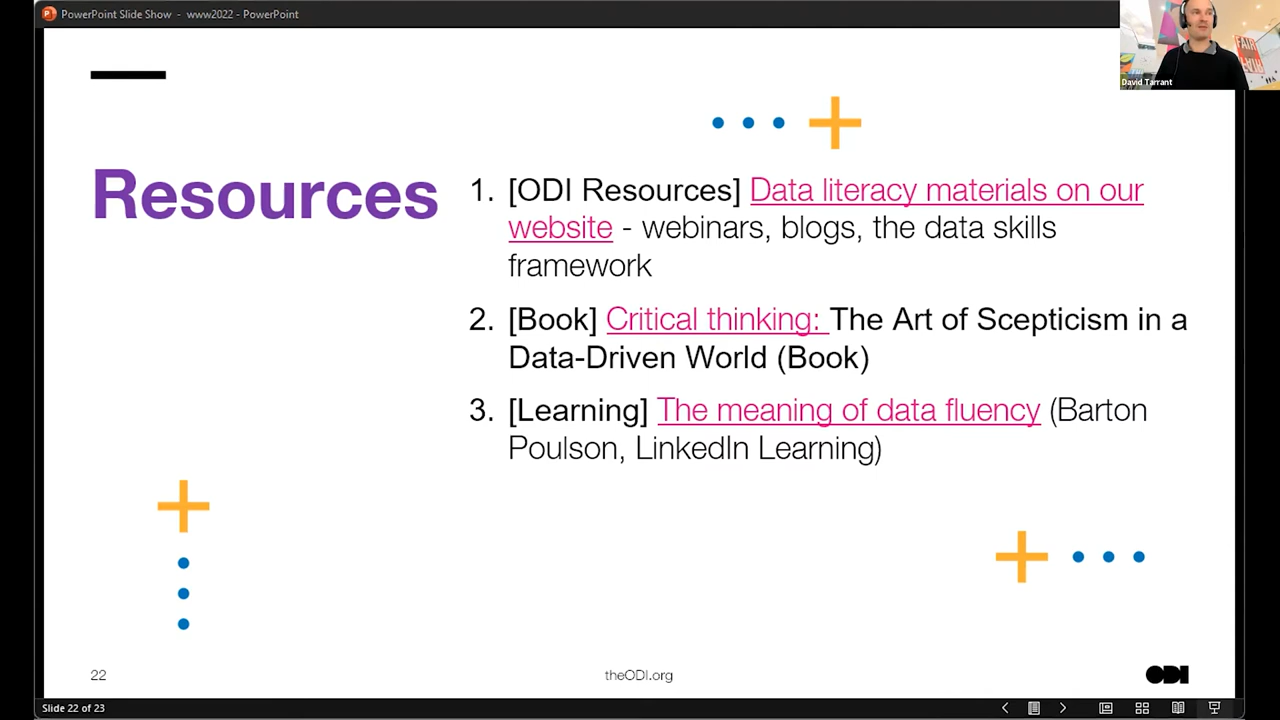 PowerPoint Slide Show - www2022 - PowerPoint
David Tarrant
Resources
1. [ODI Resources] Data literacy materials on our
website - webinars, blogs, the data skills
framework
2. [Book] Critical thinking: The Art of Scepticism in a
Data-Driven World (Book)
3. [Learning] The meaning of data fluency (Barton
Poulson, LinkedIn Learning)
22
theODI.org
ODI
Slide 22 of 23